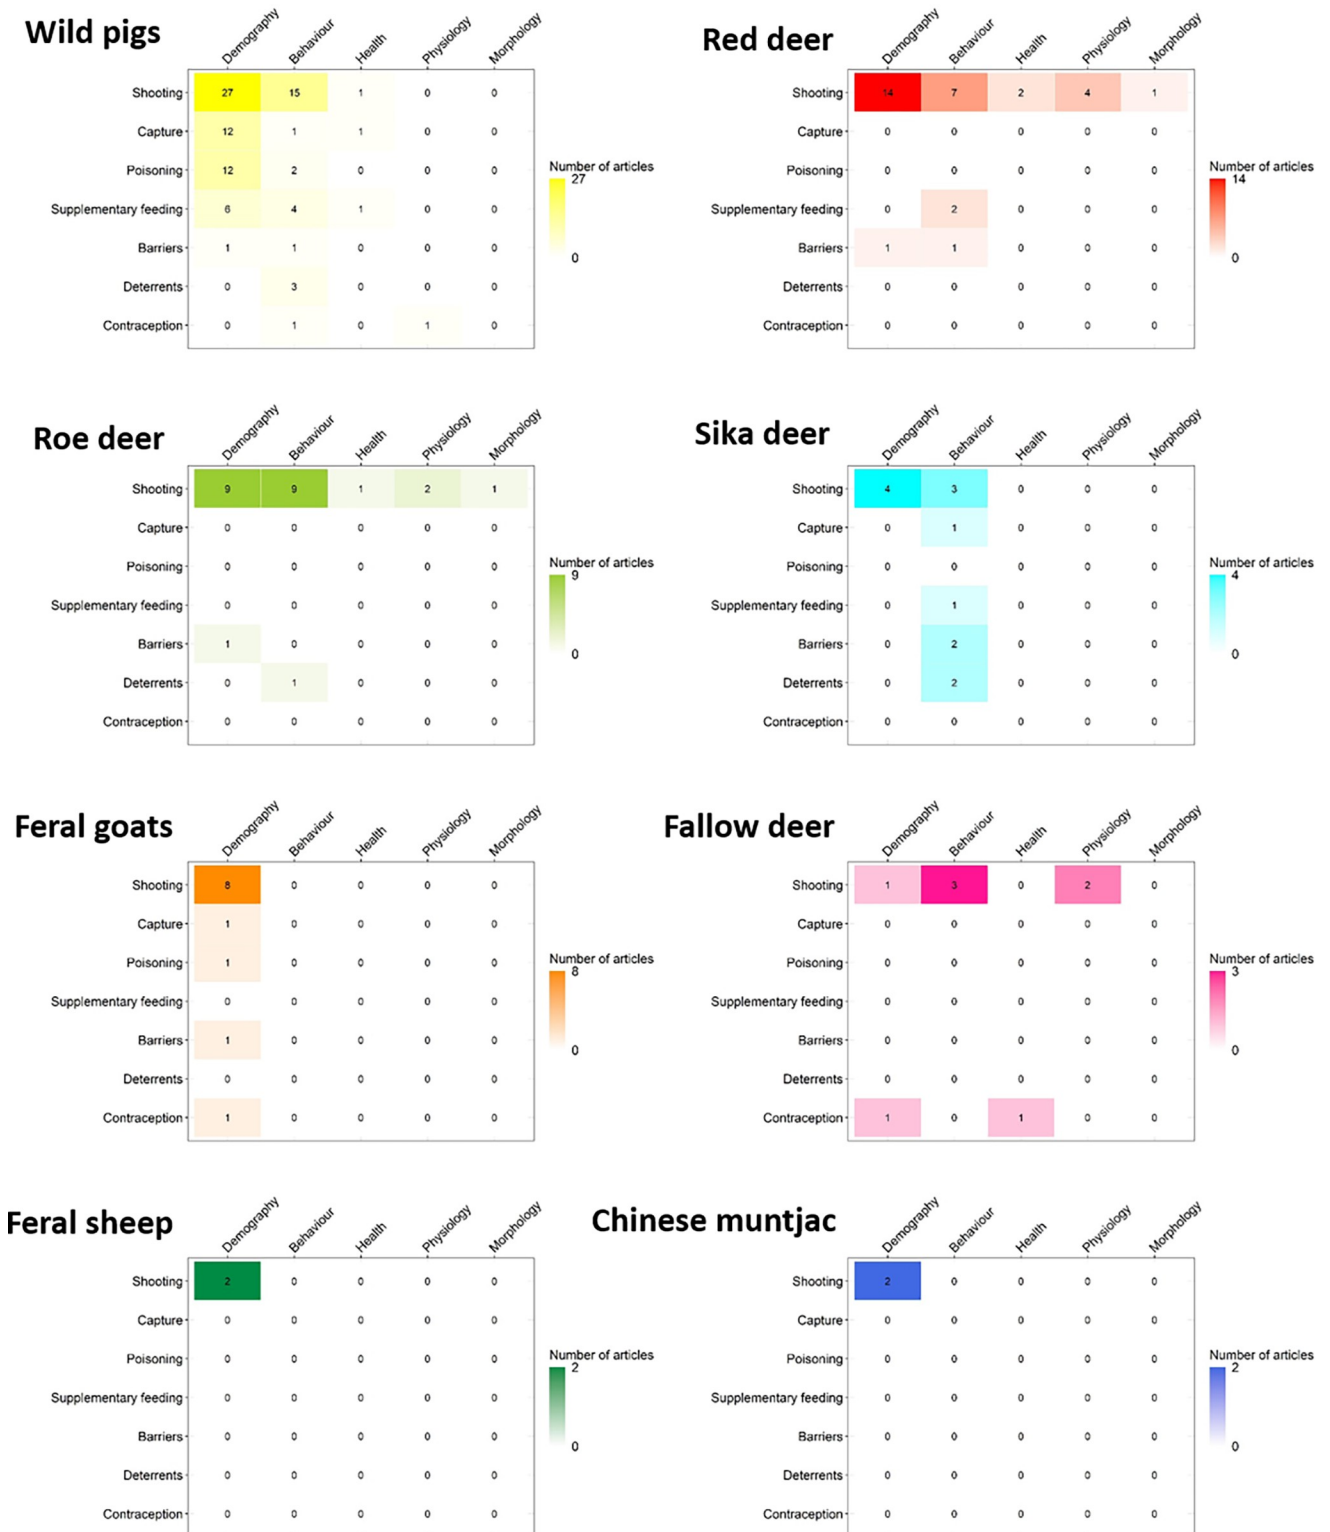 Wild pigs
Demography Behaviour Health Physiology Morphology
Shooting 27 15 1 0 0
Capture 12 1 1 0 0
Poisoning 12 2 0 0 0
Supplementary feeding 6 4 1 0 0
Barriers 1 1 0 0 0
Deterrents 0 3 0 0 0
Contraception 0 1 0 1 0
Number of articles
27
0
Red deer
Demography Behaviour Health Physiology Morphology
Shooting 14 7 2 4 1
Capture 0 0 0 0 0
Poisoning 0 0 0 0 0
Supplementary feeding 0 2 0 0 0
Barriers 1 1 0 0 0
Deterrents 0 0 0 0 0
Contraception 0 0 0 0 0
Number of articles
14
0
Roe deer
Demography Behaviour Health Physiology Morphology
Shooting 9 9 1 2 1
Capture 0 0 0 0 0
Poisoning 0 0 0 0 0
Supplementary feeding 0 0 0 0 0
Barriers 1 0 0 0 0
Deterrents 0 1 0 0 0
Contraception 0 0 0 0 0
Number of articles
9
0
Sika deer
Demography Behaviour Health Physiology Morphology
Shooting 4 3 0 0 0
Capture 0 1 0 0 0
Poisoning 0 0 0 0 0
Supplementary feeding 0 1 0 0 0
Barriers 0 2 0 0 0
Deterrents 0 2 0 0 0
Contraception 0 0 0 0 0
Number of articles
4
0
Feral goats
Demography Behaviour Health Physiology Morphology
Shooting 8 0 0 0 0
Capture 1 0 0 0 0
Poisoning 1 0 0 0 0
Supplementary feeding 0 0 0 0 0
Barriers 1 0 0 0 0
Deterrents 0 0 0 0 0
Contraception 1 0 0 0 0
Number of articles
8
0
Fallow deer
Demography Behaviour Health Physiology Morphology
Shooting 1 3 0 2 0
Capture 0 0 0 0 0
Poisoning 0 0 0 0 0
Supplementary feeding 0 0 0 0 0
Barriers 0 0 0 0 0
Deterrents 0 0 0 0 0
Contraception 1 0 1 0 0
Number of articles
3
0
Feral sheep
Demography Behaviour Health Physiology Morphology
Shooting 2 0 0 0 0
Capture 0 0 0 0 0
Poisoning 0 0 0 0 0
Supplementary feeding 0 0 0 0 0
Barriers 0 0 0 0 0
Deterrents 0 0 0 0 0
Contraception 0 0 0 0 0
Number of articles
2
0
Chinese muntjac
Demography Behaviour Health Physiology Morphology
Shooting 2 0 0 0 0
Capture 0 0 0 0 0
Poisoning 0 0 0 0 0
Supplementary feeding 0 0 0 0 0
Barriers 0 0 0 0 0
Deterrents 0 0 0 0 0
Contraception 0 0 0 0 0
Number of articles
2
0